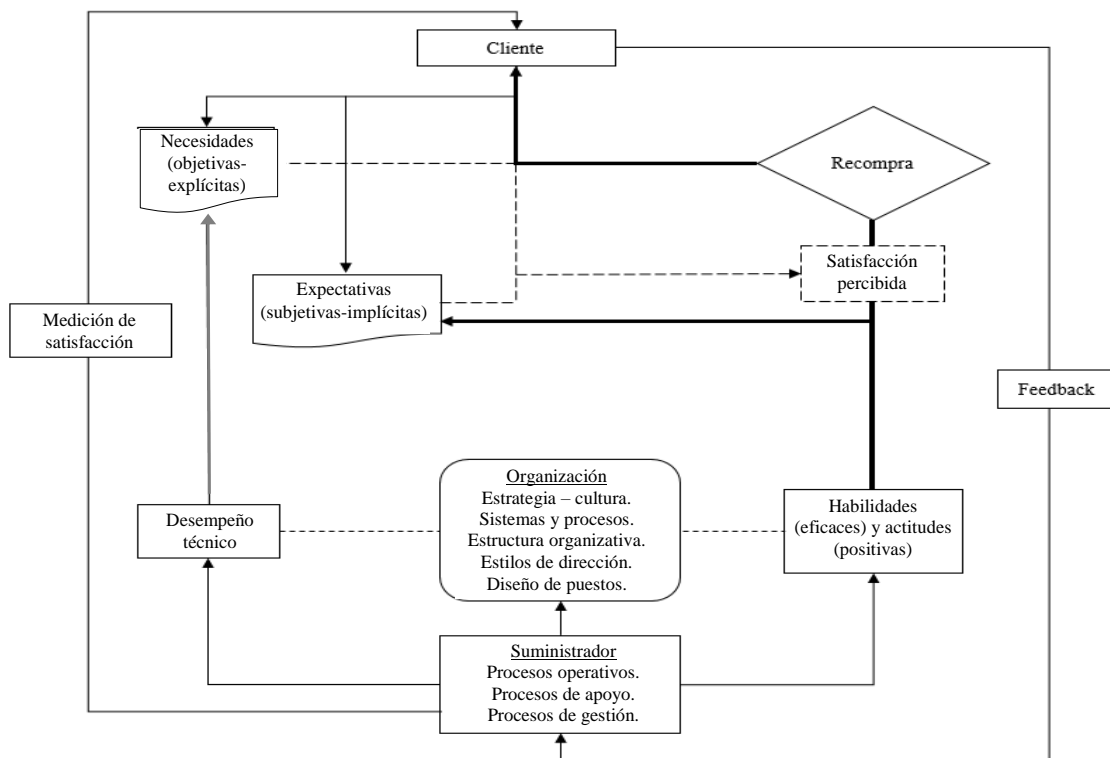 Cliente
Necesidades
(objetivas-
explícitas)
Recompra
Satisfacción
percibida
Expectativas
(subjetivas-implícitas)
Medición de
satisfacción
Feedback
Organización
Estrategia – cultura.
Sistemas y procesos.
Estructura organizativa.
Estilos de dirección.
Diseño de puestos.
Desempeño
técnico
Habilidades
(eficaces) y actitudes
(positivas)
Suministrador
Procesos operativos.
Procesos de apoyo.
Procesos de gestión.